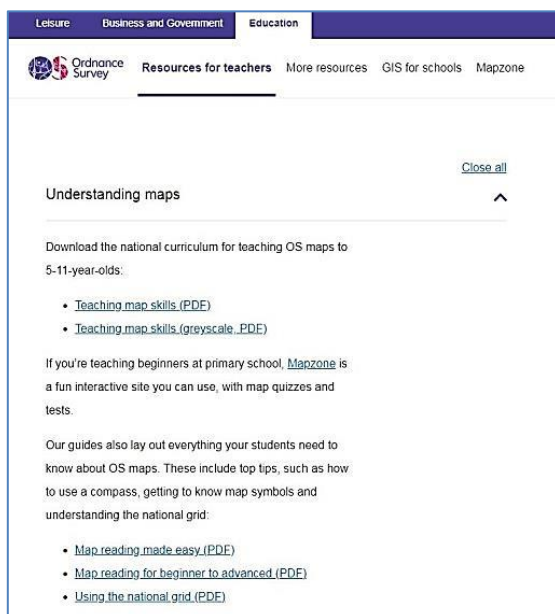 Leisure Business and Government Education
Ordnance Survey Resources for teachers More resources GIS for schools Mapzone
Close all
Understanding maps
Download the national curriculum for teaching OS maps to
5-11-year-olds:
• Teaching map skills (PDF)
• Teaching map skills (greyscale, PDF)
If you're teaching beginners at primary school, Mapzone is
a fun interactive site you can use, with map quizzes and
tests.
Our guides also lay out everything your students need to
know about OS maps. These include top tips, such as how
to use a compass, getting to know map symbols and
understanding the national grid:
• Map reading made easy (PDF)
• Map reading for beginner to advanced (PDF)
• Using the national grid (PDF)